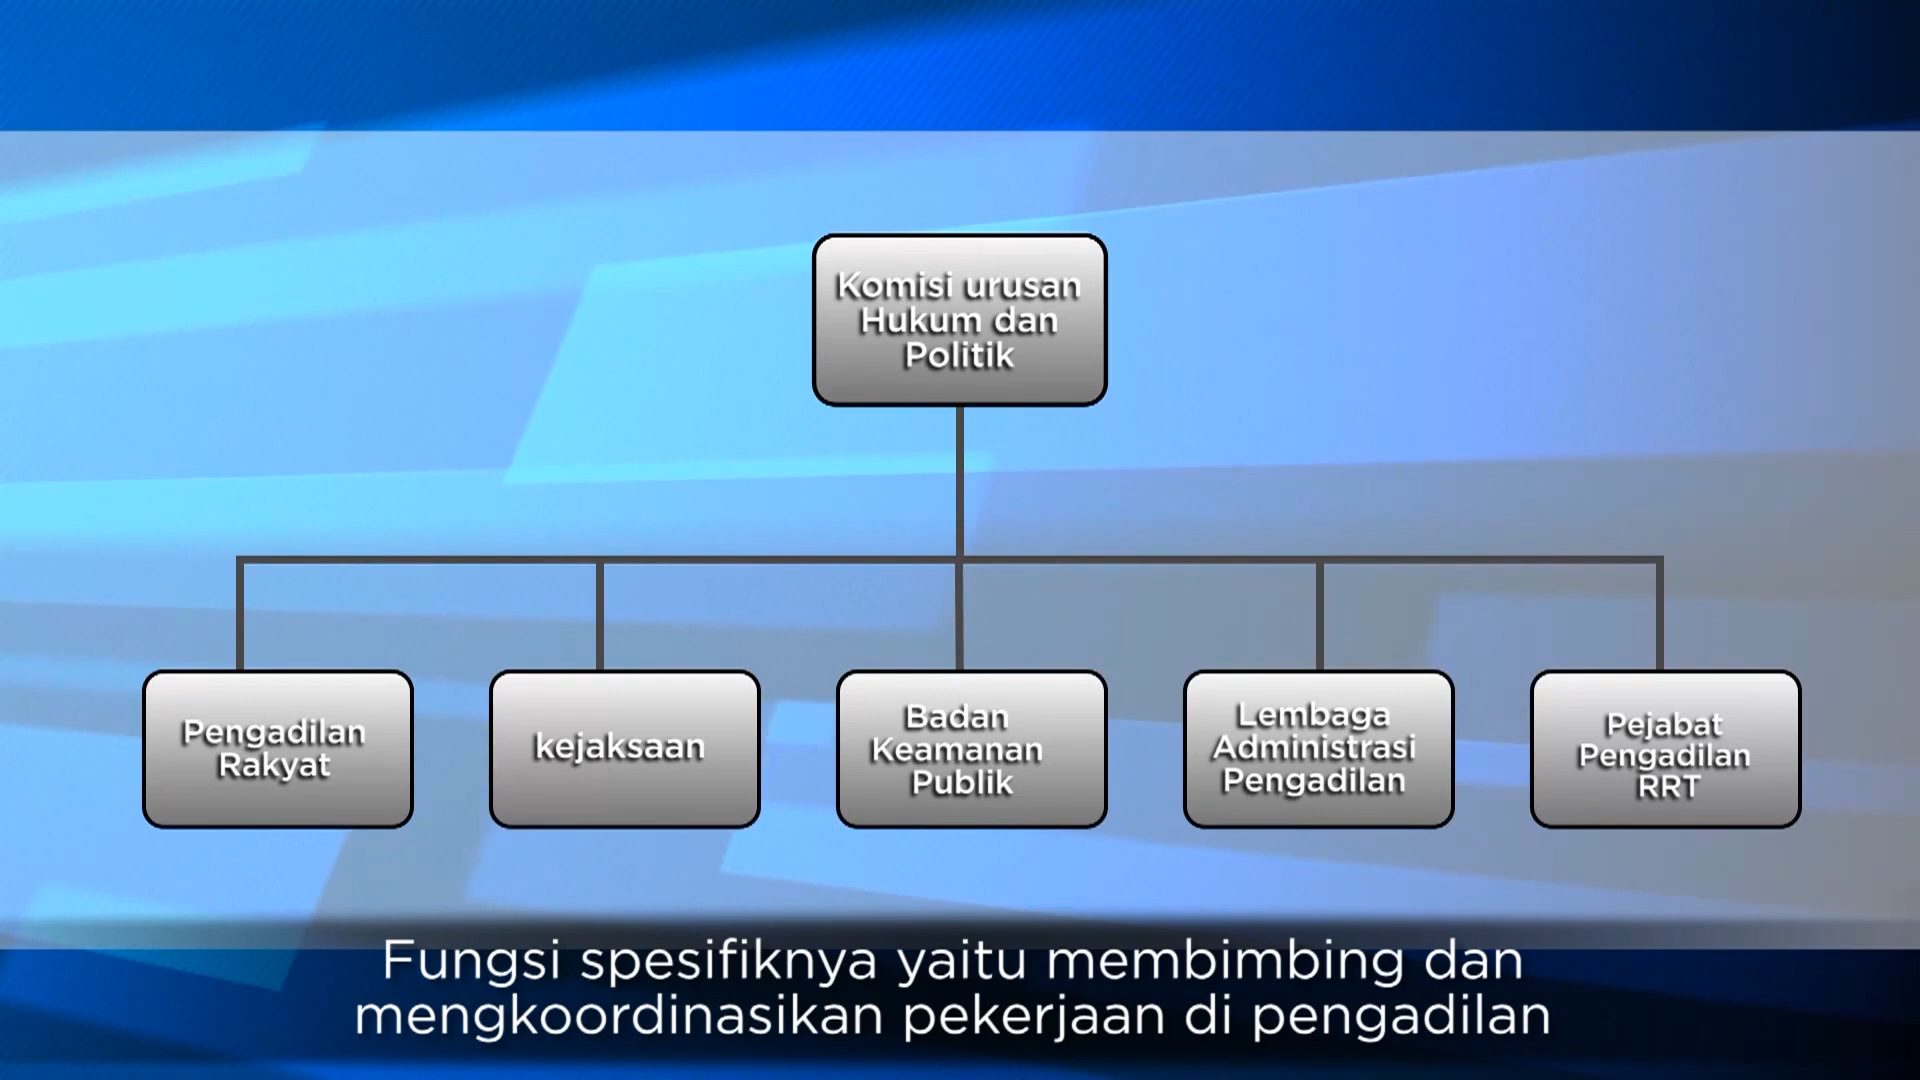 Komisi urusan
Hukum dan
Politik
Pengadilan
Rakyat
kejaksaan
Badan
Keamanan
Publik
Lembaga
Administrasi
Pengadilan
Pejabat
Pengadilan
RRT
Fungsi spesifiknya yaitu membimbing dan
mengkoordinasikan pekerjaan di pengadilan